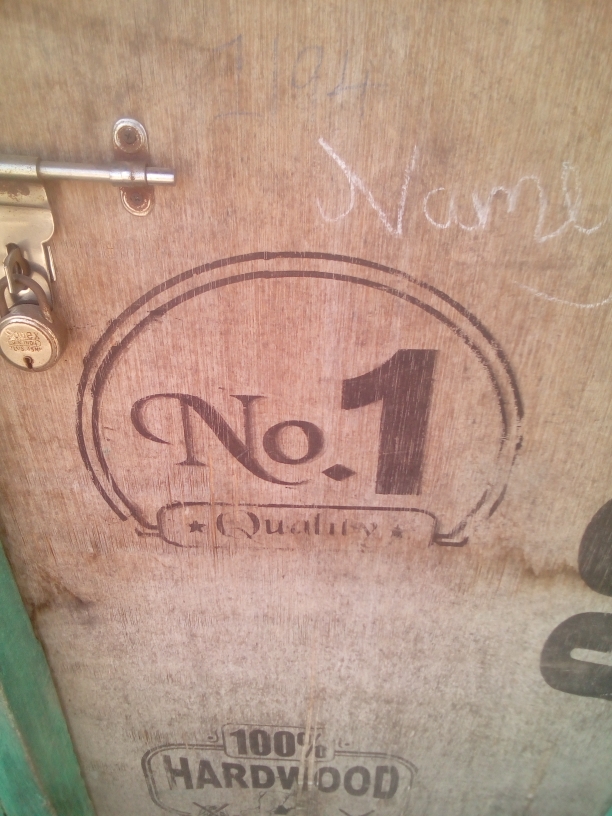 Name
No.1
★ Quality ★
100%
HARDWOOD